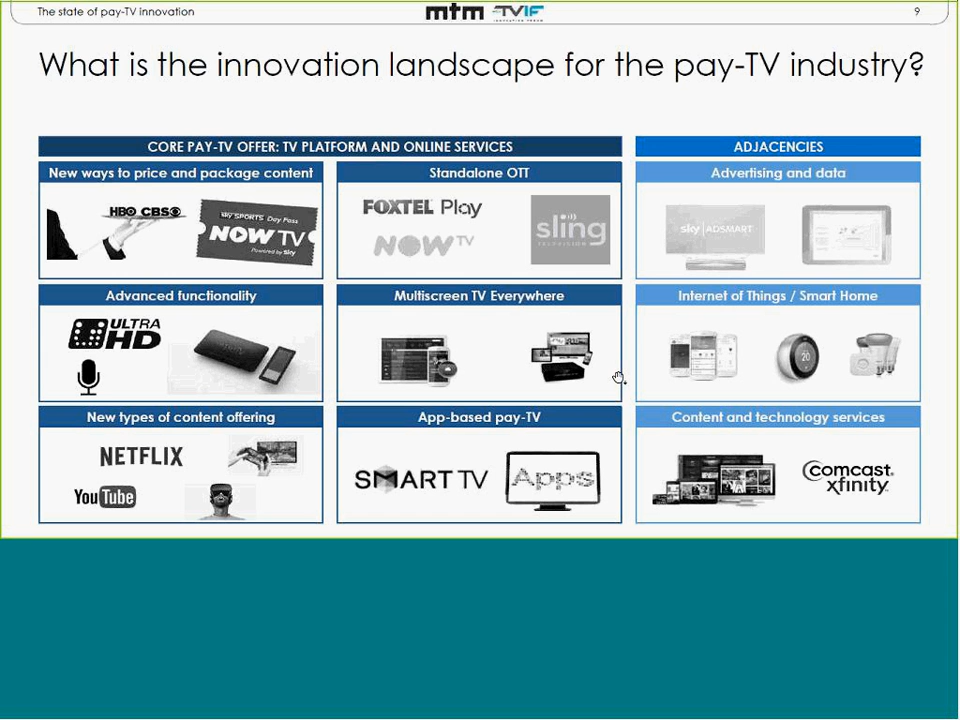 The state of pay-TV innovation
mtm TVIF
INNOVATION FORUM
9
What is the innovation landscape for the pay-TV industry?
CORE PAY-TV OFFER: TV PLATFORM AND ONLINE SERVICES
ADJACENCIES
New ways to price and package content
Standalone OTT
Advertising and data
HBO CBS
sky SPORTS Day Pass
NOW TV
Powered by Sky
FOXTEL Play
NOW TV
sling
TELEVISION
sky ADSMART
Advanced functionality
Multiscreen TV Everywhere
Internet of Things / Smart Home
ULTRA
HD
20
New types of content offering
App-based pay-TV
Content and technology services
NETFLIX
YouTube
SMART TV
Apps
comcast
xfinity